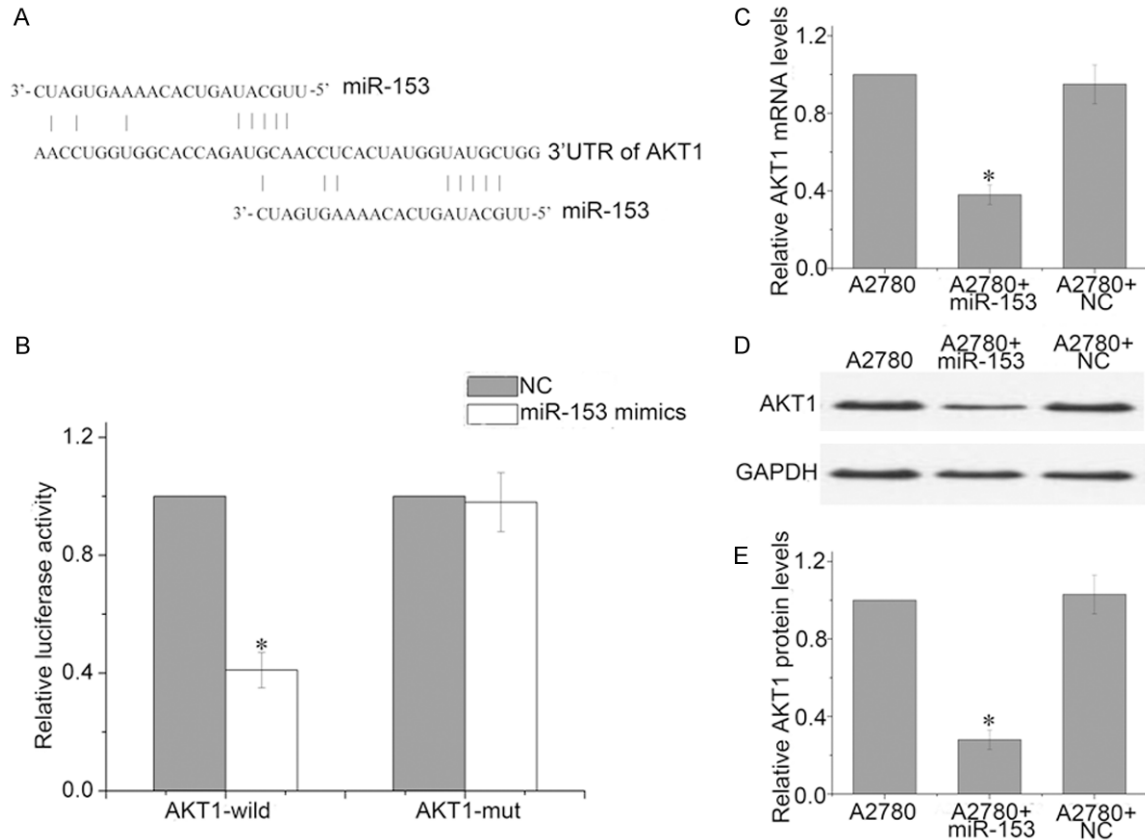 A
3'- CUAGUGAAAACACUGAUACGUU -5' miR-153
AACCUGGUGGCACCAGAUGCAACCUCACUAUGGUAUGCUGG 3'UTR of AKT1
3'- CUAGUGAAAACACUGAUACGUU -5' miR-153
B
NC
miR-153 mimics
Relative luciferase activity
1.2
0.8
0.4
0.0
*
AKT1-wild
AKT1-mut
C
Relative AKT1 mRNA levels
1.2
0.8
0.4
0.0
*
A2780
A2780+
miR-153
A2780+
NC
D
A2780
A2780+
miR-153
A2780+
NC
AKT1
GAPDH
E
Relative AKT1 protein levels
1.2
0.8
0.4
0.0
*
A2780
A2780+
miR-153
A2780+
NC